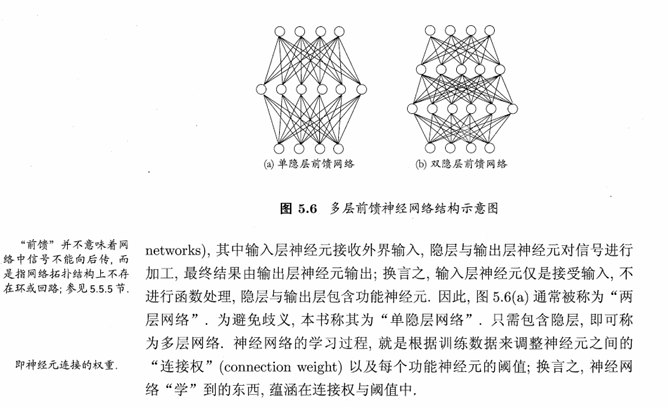 (a) 单隐层前馈网络
(b) 双隐层前馈网络
图 5.6 多层前馈神经网络结构示意图
“前馈”并不意味着网
络中信号不能向后传, 而
是指网络拓扑结构上不存
在环或回路; 参见 5.5.5 节.
networks), 其中输入层神经元接收外界输入, 隐层与输出层神经元对信号进行
加工, 最终结果由输出层神经元输出; 换言之, 输入层神经元仅是接受输入, 不
进行函数处理, 隐层与输出层包含功能神经元. 因此, 图 5.6(a) 通常被称为“两
层网络”. 为避免歧义, 本书称其为“单隐层网络”. 只需包含隐层, 即可称
为多层网络. 神经网络的学习过程, 就是根据训练数据来调整神经元之间的
即神经元连接的权重.
“连接权”(connection weight) 以及每个功能神经元的阈值; 换言之, 神经网
络“学”到的东西, 蕴涵在连接权与阈值中.